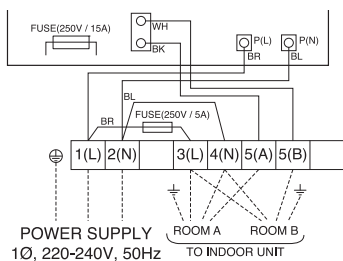 FUSE(250V / 15A)
WH
BK
P(L)
P(N)
BR
BL
BL
FUSE(250V / 5A)
BR
1(L)
2(N)
3(L)
4(N)
5(A)
5(B)
POWER SUPPLY
1Ø, 220-240V, 50Hz
ROOM A
ROOM B
TO INDOOR UNIT